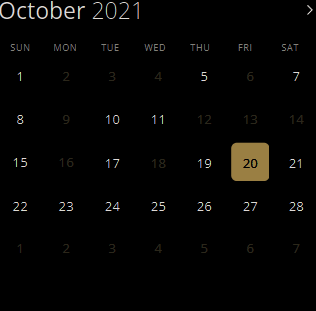 October 2021
SUN MON TUE WED THU FRI SAT
1 2 3 4 5 6 7
8 9 10 11 12 13 14
15 16 17 18 19 20 21
22 23 24 25 26 27 28
1 2 3 4 5 6 7